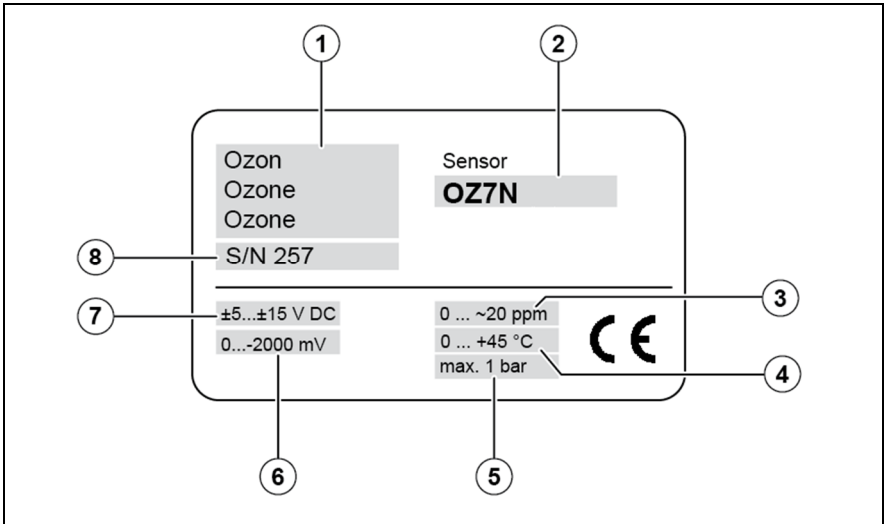 1
2
Ozon
Ozone
Ozone
Sensor
OZ7N
8
S/N 257
7
±5...±15 V DC
0...-2000 mV
0 ... ~20 ppm
0 ... +45 °C
max. 1 bar
CE
3
4
6
5